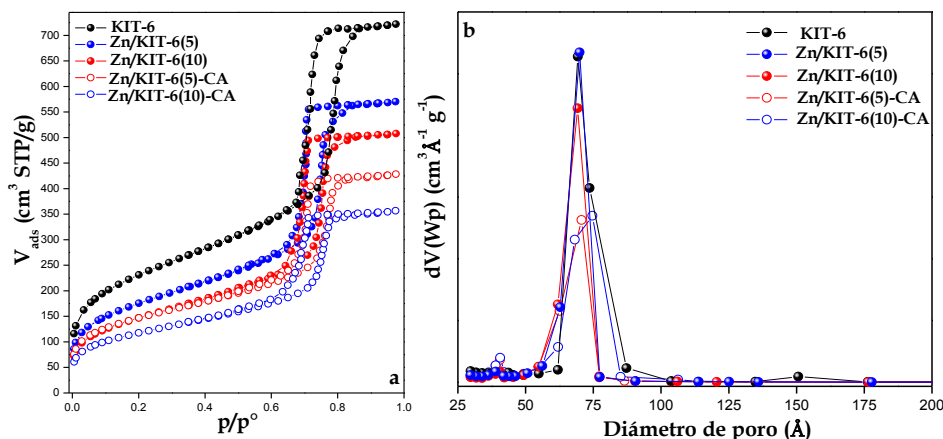 KIT-6
Zn/KIT-6(5)
Zn/KIT-6(10)
Zn/KIT-6(5)-CA
Zn/KIT-6(10)-CA
V_ads (cm³ STP/g)
700
650
600
550
500
450
400
350
300
250
200
150
100
50
0
0.0 0.2 0.4 0.6 0.8 1.0
p/p°
a
b
KIT-6
Zn/KIT-6(5)
Zn/KIT-6(10)
Zn/KIT-6(5)-CA
Zn/KIT-6(10)-CA
dV(Wp) (cm³Å⁻¹ g⁻¹)
25 50 75 100 125 150 175 200
Diámetro de poro (Å)